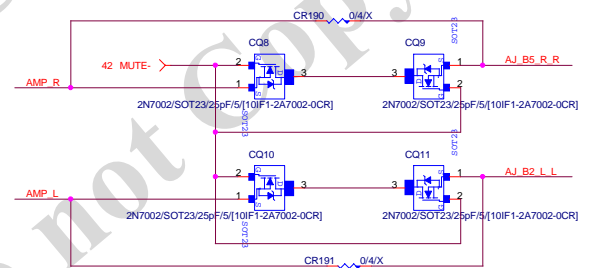 CR190 0/4/X
SOT23
CQ8 CQ9
42 MUTE- 2 G D S 3 3 S D G 1 AJ_B5_R_R
AMP_R 1 2
2N7002/SOT23/25pF/5/[10IF1-2A7002-0CR] 2N7002/SOT23/25pF/5/[10IF1-2A7002-0CR]
SOT23
SOT23
CQ10 CQ11
2 G D S 3 3 S D G 1 AJ_B2_L_L
AMP_L 1 2
2N7002/SOT23/25pF/5/[10IF1-2A7002-0CR] 2N7002/SOT23/25pF/5/[10IF1-2A7002-0CR]
SOT23
CR191 0/4/X
not Copy